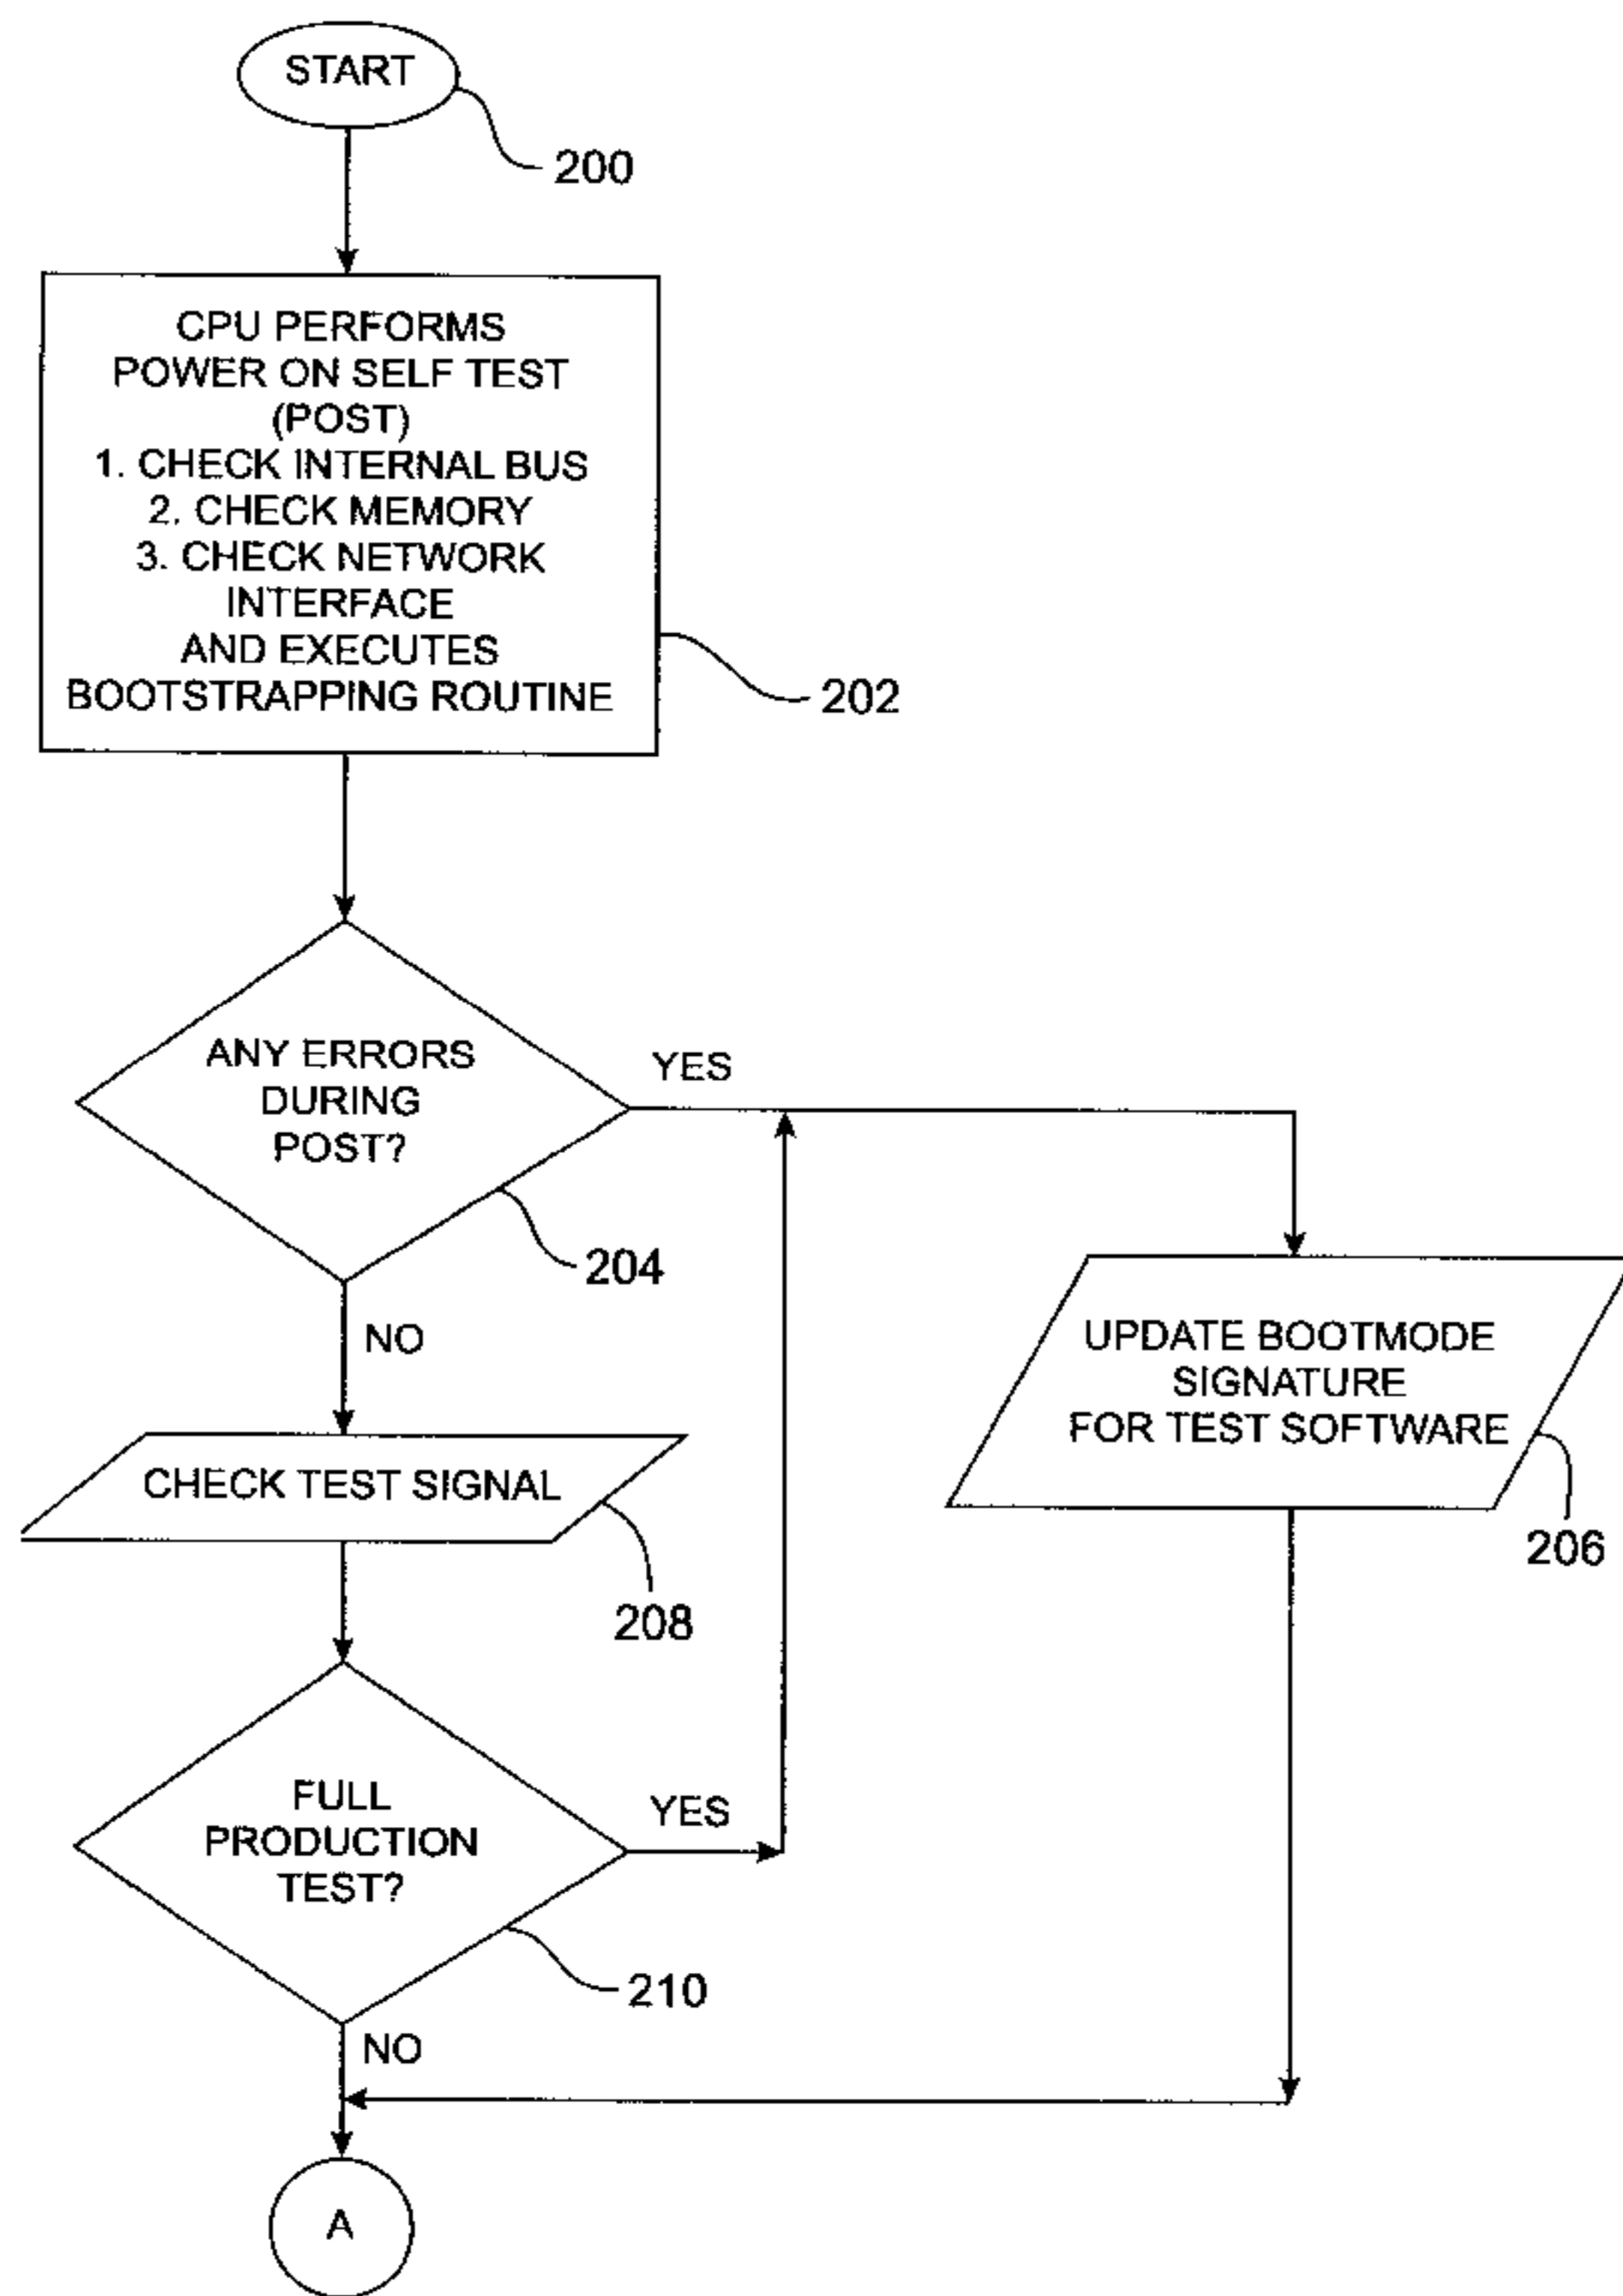 START
200
CPU PERFORMS
POWER ON SELF TEST
(POST)
1. CHECK INTERNAL BUS
2. CHECK MEMORY
3. CHECK NETWORK
INTERFACE
AND EXECUTES
BOOTSTRAPPING ROUTINE
202
ANY ERRORS
DURING
POST?
YES
204
NO
UPDATE BOOTMODE
SIGNATURE
FOR TEST SOFTWARE
206
CHECK TEST SIGNAL
208
FULL
PRODUCTION
TEST?
YES
210
NO
A